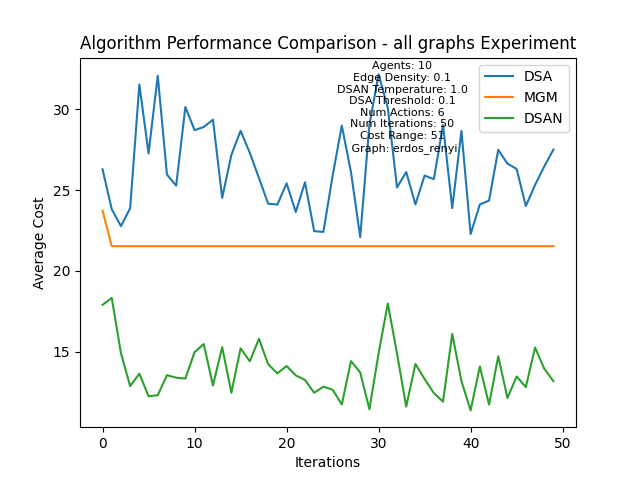 Algorithm Performance Comparison - all graphs Experiment
Agents: 10
Edge Density: 0.1
DSAN Temperature: 1.0
DSA Threshold: 0.1
Num Actions: 6
Num Iterations: 50
Cost Range: 51
Graph: erdos_renyi
DSA
MGM
DSAN
Average Cost
30
25
20
15
0
10
20
30
40
50
Iterations